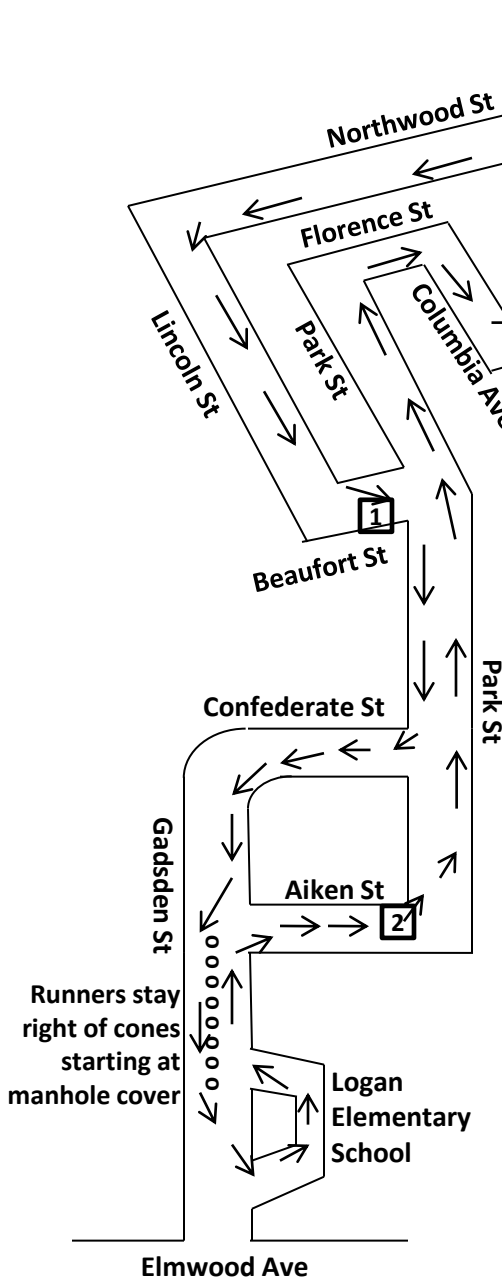 Northwood St
Florence St
Lincoln St
Park St
Columbia Ave
1
Beaufort St
Park St
Confederate St
Gadsden St
Aiken St
2
Runners stay
right of cones
starting at
manhole cover
Logan
Elementary
School
Elmwood Ave